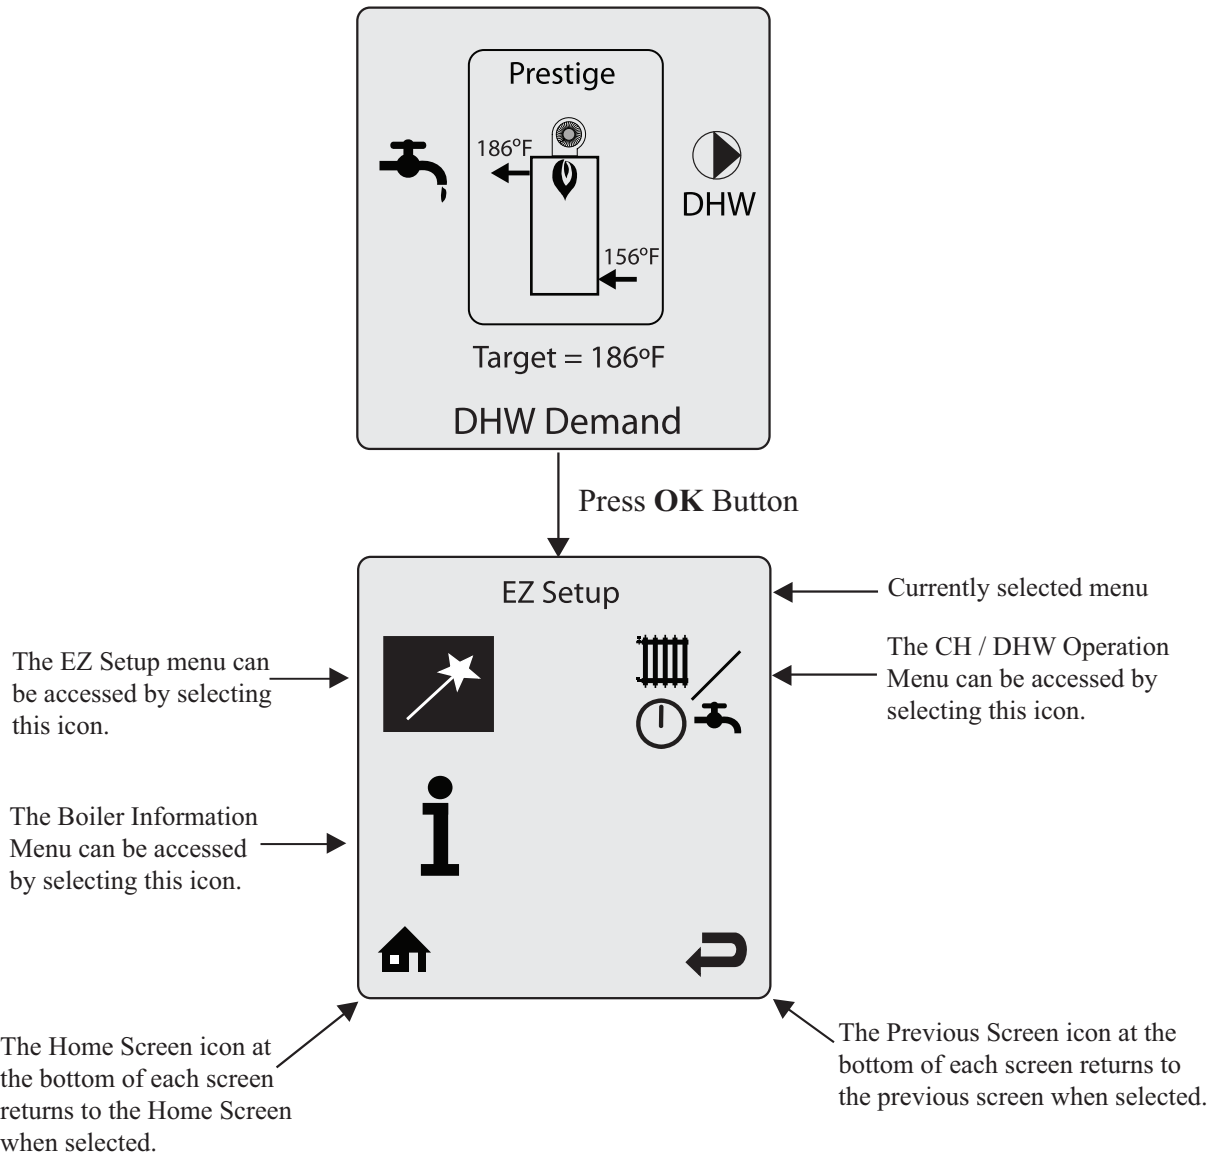 Prestige
186ºF
DHW
156ºF
Target = 186ºF
DHW Demand
Press OK Button
EZ Setup
Currently selected menu
The EZ Setup menu can
be accessed by selecting
this icon.
The CH / DHW Operation
Menu can be accessed by
selecting this icon.
The Boiler Information
Menu can be accessed
by selecting this icon.
The Home Screen icon at
the bottom of each screen
returns to the Home Screen
when selected.
The Previous Screen icon at the
bottom of each screen returns to
the previous screen when selected.